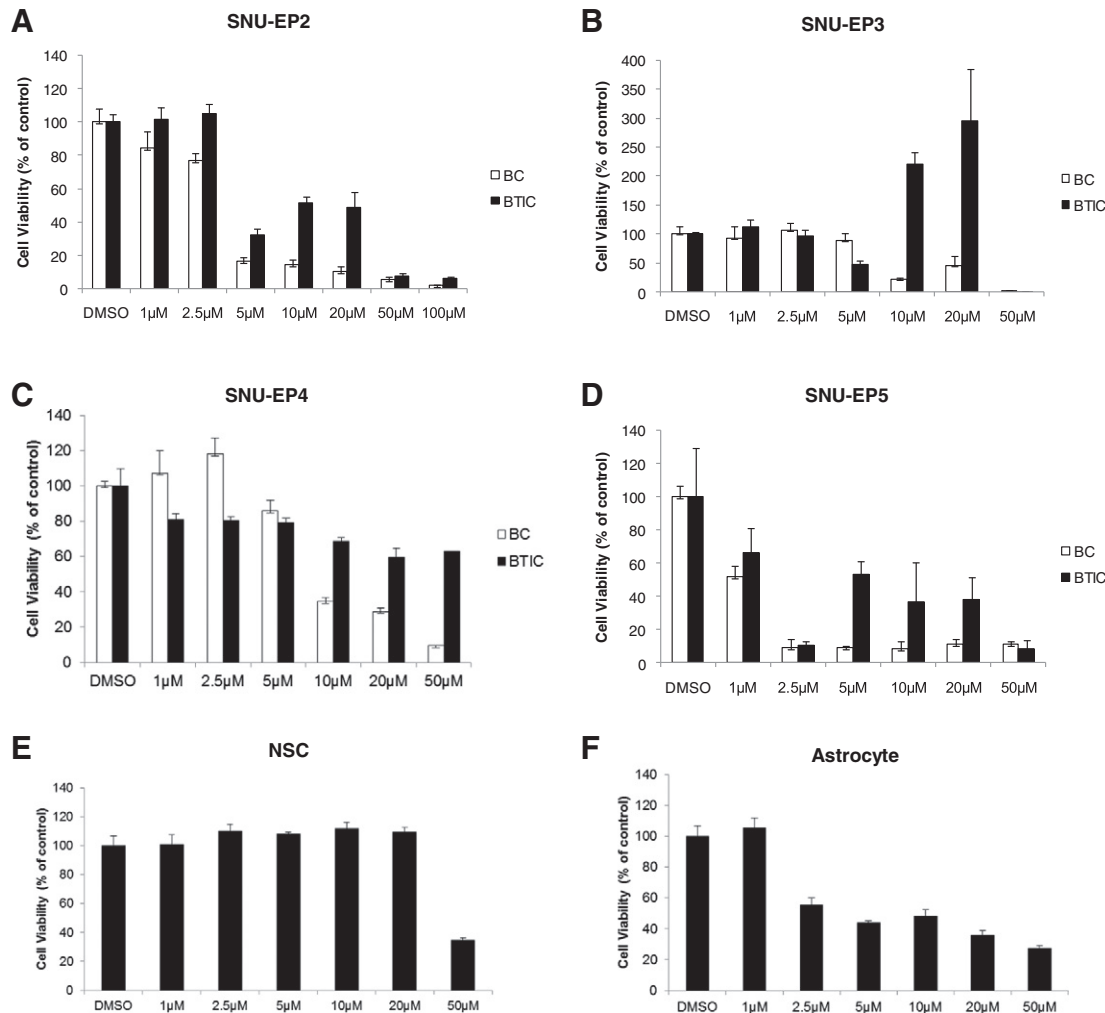 A
SNU-EP2
Cell Viability (% of control)
140
120
100
80
60
40
20
0
DMSO 1µM 2.5µM 5µM 10µM 20µM 50µM 100µM
BC
BTIC
B
SNU-EP3
Cell Viability (% of control)
400
350
300
250
200
150
100
50
0
DMSO 1µM 2.5µM 5µM 10µM 20µM 50µM
BC
BTIC
C
SNU-EP4
Cell Viability (% of control)
140
120
100
80
60
40
20
0
DMSO 1µM 2.5µM 5µM 10µM 20µM 50µM
BC
BTIC
D
SNU-EP5
Cell Viability (% of control)
140
120
100
80
60
40
20
0
DMSO 1µM 2.5µM 5µM 10µM 20µM 50µM
BC
BTIC
E
NSC
Cell Viability (% of control)
140
120
100
80
60
40
20
0
DMSO 1µM 2.5µM 5µM 10µM 20µM 50µM
F
Astrocyte
Cell Viability (% of control)
140
120
100
80
60
40
20
0
DMSO 1µM 2.5µM 5µM 10µM 20µM 50µM